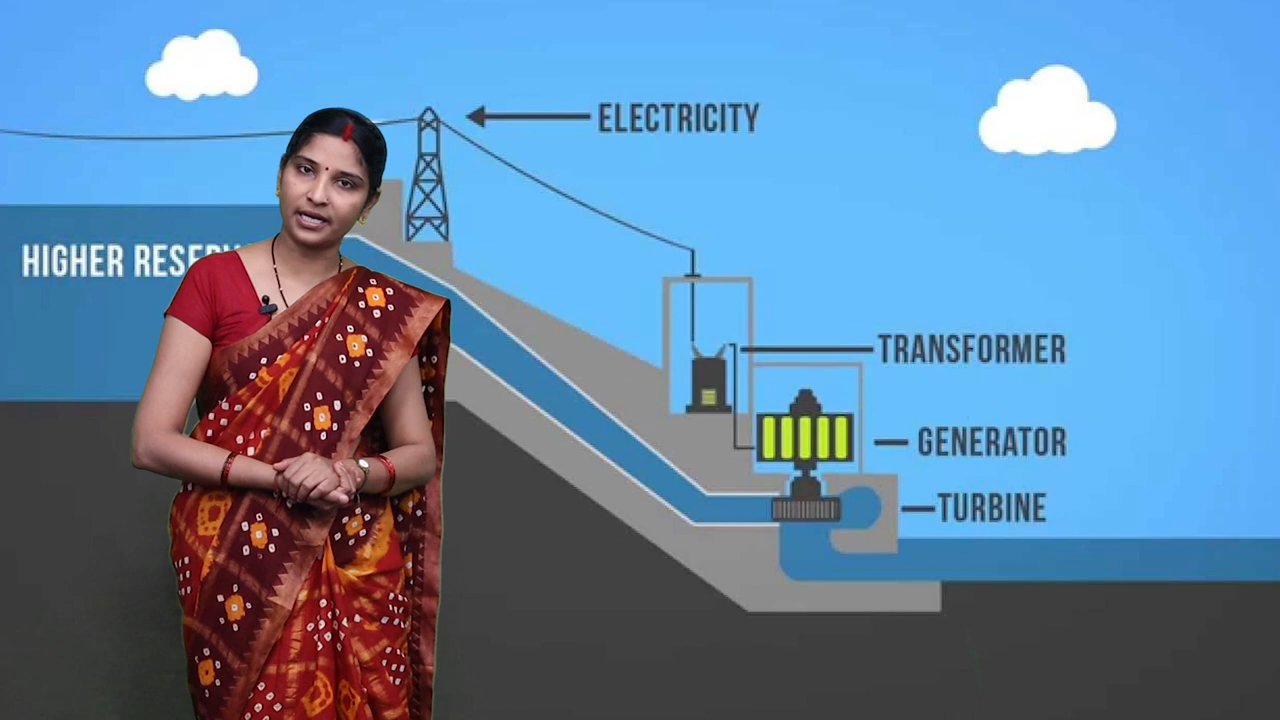 ELECTRICITY
HIGHER
TRANSFORMER
GENERATOR
TURBINE